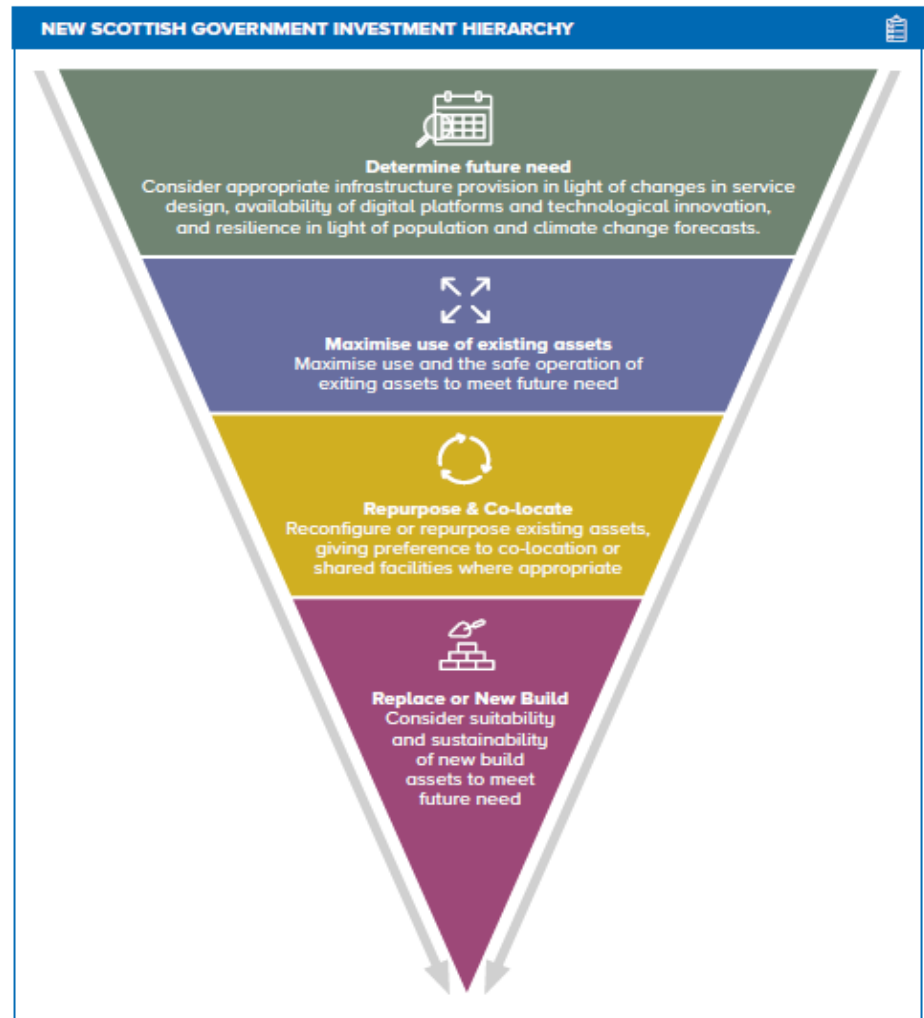 NEW SCOTTISH GOVERNMENT INVESTMENT HIERARCHY
Determine future need
Consider appropriate infrastructure provision in light of changes in service
design, availability of digital platforms and technological innovation,
and resilience in light of population and climate change forecasts.
Maximise use of existing assets
Maximise use and the safe operation of
exiting assets to meet future need
Repurpose & Co-locate
Reconfigure or repurpose existing assets,
giving preference to co-location or
shared facilities where appropriate
Replace or New Build
Consider suitability
and sustainability
of new build
assets to meet
future need